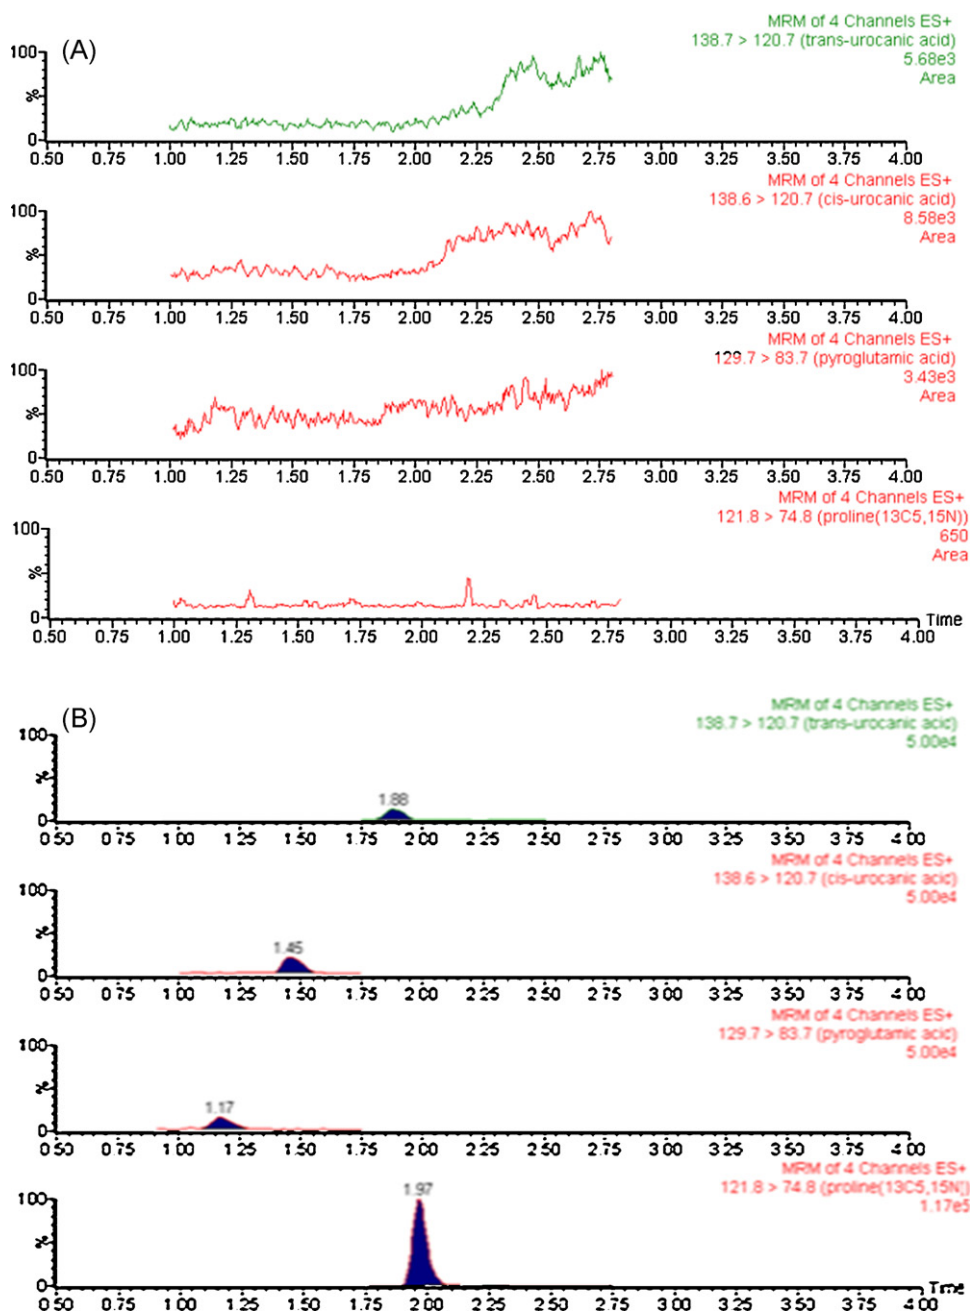 (A)
MRM of 4 Channels ES+
138.7 > 120.7 (trans-urocanic acid)
5.68e3
Area
100
%
0
0.50 0.75 1.00 1.25 1.50 1.75 2.00 2.25 2.50 2.75 3.00 3.25 3.50 3.75 4.00
MRM of 4 Channels ES+
138.6 > 120.7 (cis-urocanic acid)
8.58e3
Area
100
%
0
0.50 0.75 1.00 1.25 1.50 1.75 2.00 2.25 2.50 2.75 3.00 3.25 3.50 3.75 4.00
MRM of 4 Channels ES+
129.7 > 83.7 (pyroglutamic acid)
3.43e3
Area
100
%
0
0.50 0.75 1.00 1.25 1.50 1.75 2.00 2.25 2.50 2.75 3.00 3.25 3.50 3.75 4.00
MRM of 4 Channels ES+
121.8 > 74.8 (proline(13C5,15N))
650
Area
100
%
0
0.50 0.75 1.00 1.25 1.50 1.75 2.00 2.25 2.50 2.75 3.00 3.25 3.50 3.75 4.00 Time
(B)
MRM of 4 Channels ES+
138.7 > 120.7 (trans-urocanic acid)
5.00e4
100
1.88
%
0
0.50 0.75 1.00 1.25 1.50 1.75 2.00 2.25 2.50 2.75 3.00 3.25 3.50 3.75 4.00
MRM of 4 Channels ES+
138.6 > 120.7 (cis-urocanic acid)
5.00e4
100
1.45
%
0
0.50 0.75 1.00 1.25 1.50 1.75 2.00 2.25 2.50 2.75 3.00 3.25 3.50 3.75 4.00
MRM of 4 Channels ES+
129.7 > 83.7 (pyroglutamic acid)
5.00e4
100
1.17
%
0
0.50 0.75 1.00 1.25 1.50 1.75 2.00 2.25 2.50 2.75 3.00 3.25 3.50 3.75 4.00
MRM of 4 Channels ES+
121.8 > 74.8 (proline(13C5,15N))
1.17e5
100
1.97
%
0
0.50 0.75 1.00 1.25 1.50 1.75 2.00 2.25 2.50 2.75 3.00 3.25 3.50 3.75 4.00 Time